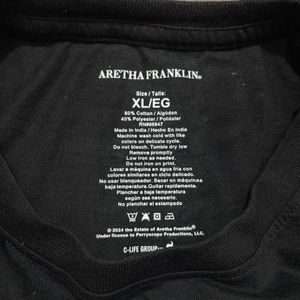 ARETHA FRANKLIN®
Size / Talla:
XL/EG
60% Cotton / Algodón
40% Polyester / Poliéster
RN#66947
Made in India / Hecho En India
Machine wash cold with like
colors on delicate cycle.
Do not bleach. Tumble dry low
Remove promptly
Low iron as needed.
Do not iron on print.
Lavar a máquina en agua fría con
colores similares en ciclo delicado.
No usar blanqueador. Secar en máquina
a baja temperatura. Quitar rapidamente.
Planchar a baja temperatura
según sea necesario.
No planchar estampado.
© 2024 the Estate of Aretha Franklin®
Under license to Perryscope Productions, LLC.
C-LIFE GROUP